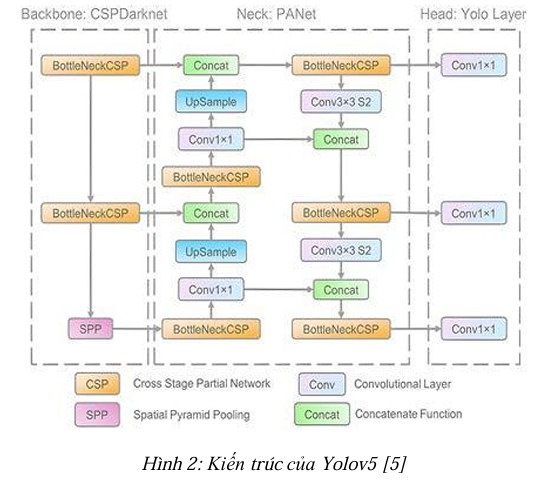 Backbone: CSPDarknet Neck: PANet Head: Yolo Layer
BottleNeckCSP Concat BottleNeckCSP Conv1×1
UpSample Conv3×3 S2
Conv1×1 Concat
BottleNeckCSP
BottleNeckCSP Concat BottleNeckCSP Conv1×1
UpSample Conv3×3 S2
Conv1×1 Concat
SPP BottleNeckCSP BottleNeckCSP Conv1×1
CSP Cross Stage Partial Network Conv Convolutional Layer
SPP Spatial Pyramid Pooling Concat Concatenate Function
Hình 2: Kiến trúc của Yolov5 [5]